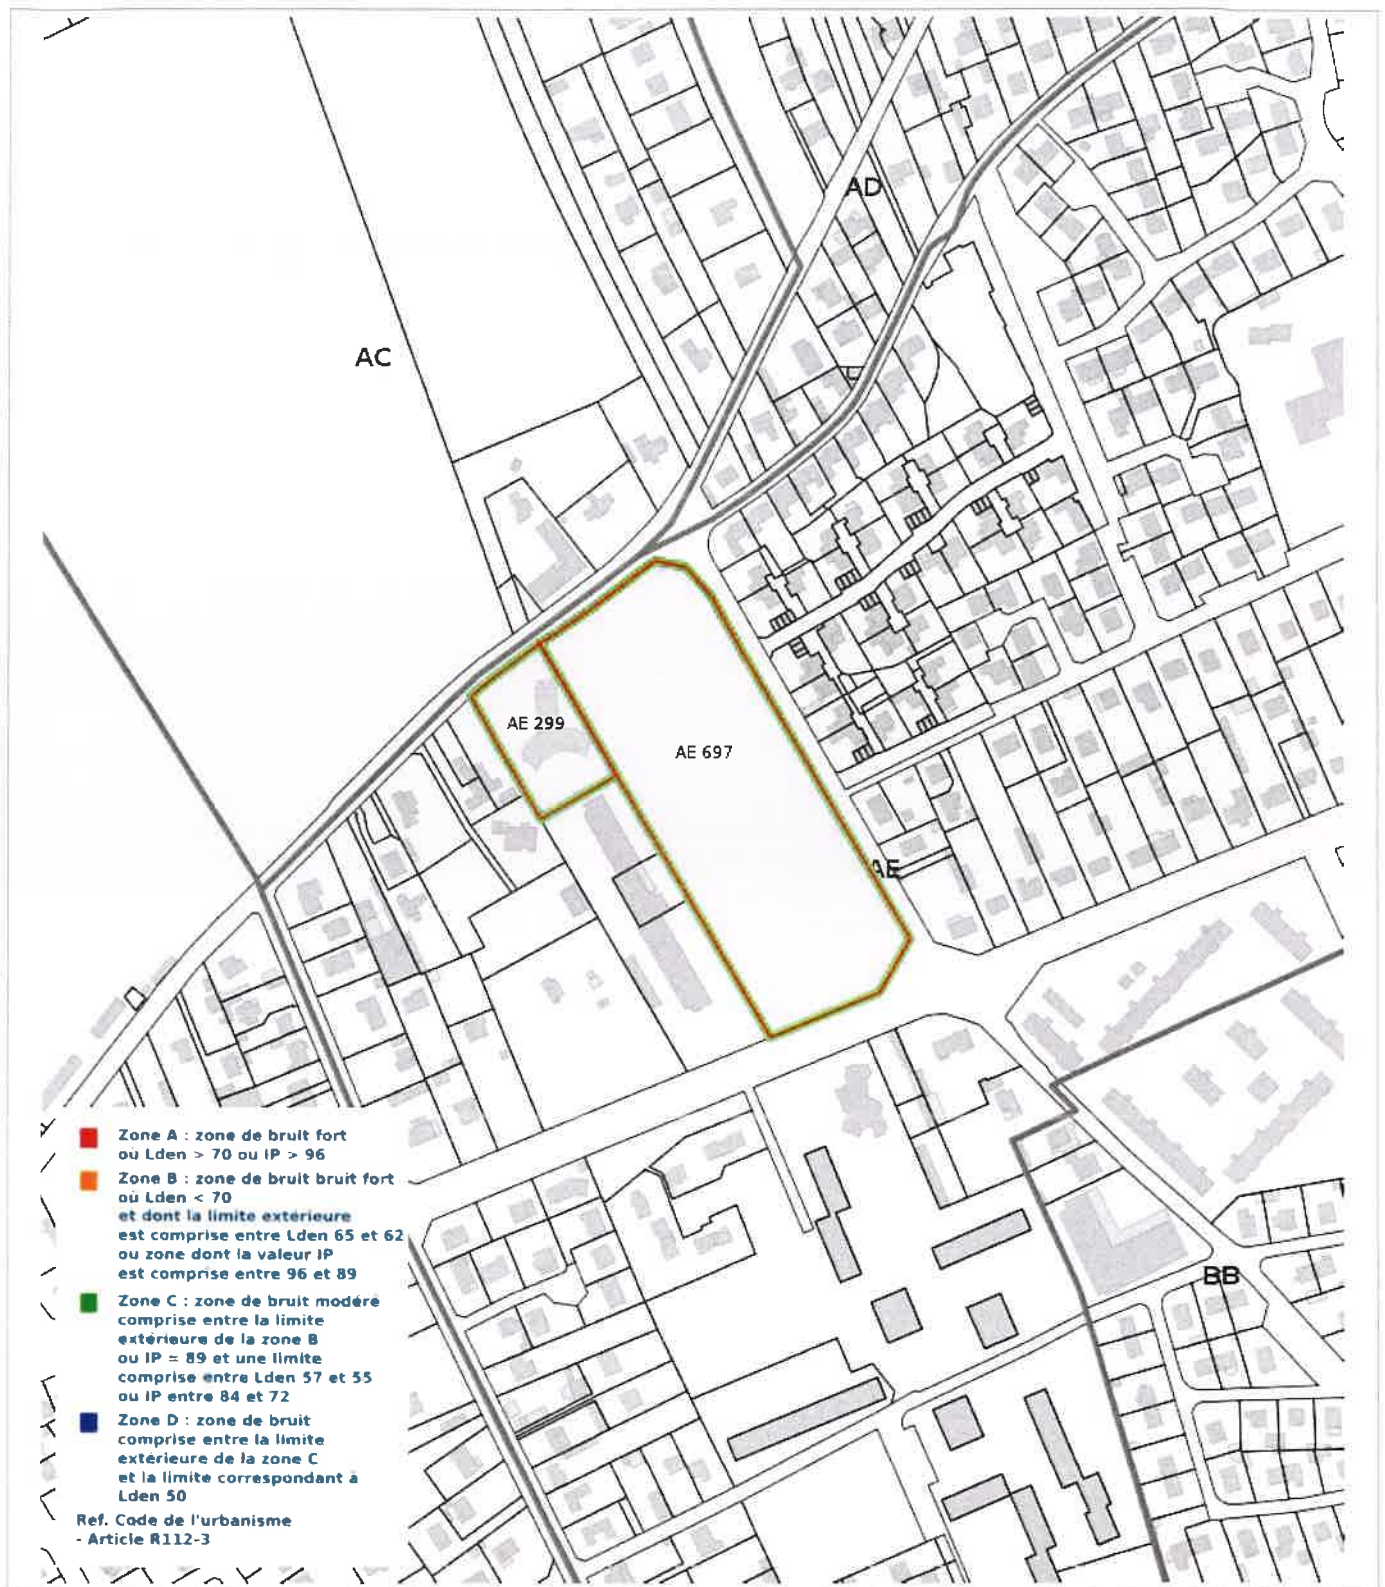 AD
AC
AE 299
AE 697
AE
Zone A : zone de bruit fort
où Lden > 70 ou IP > 96
Zone B : zone de bruit bruit fort
où Lden < 70
et dont la limite extérieure
est comprise entre Lden 65 et 62
ou zone dont la valeur IP
est comprise entre 96 et 89
Zone C : zone de bruit modéré
comprise entre la limite
extérieure de la zone B
ou IP = 89 et une limite
comprise entre Lden 57 et 55
ou IP entre 84 et 72
BB
Zone D : zone de bruit
comprise entre la limite
extérieure de la zone C
et la limite correspondant à
Lden 50
Ref. Code de l'urbanisme
- Article R112-3